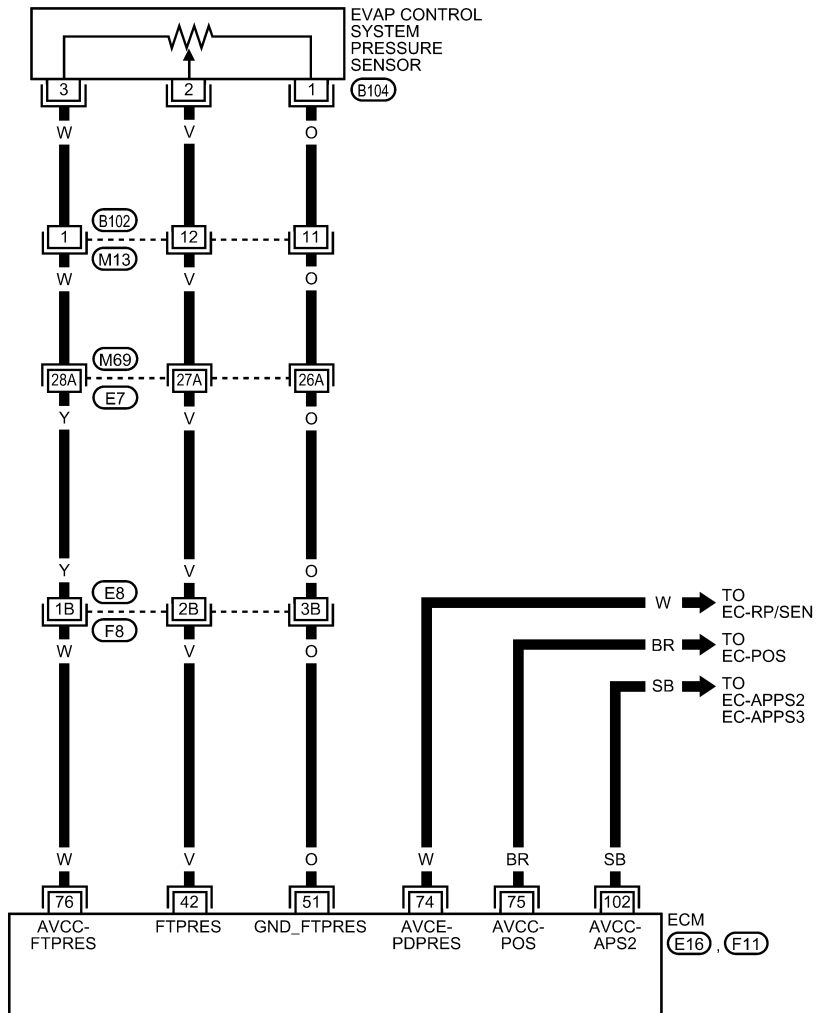 EVAP CONTROL
SYSTEM
PRESSURE
SENSOR
3 2 1 B104
W V O
B102
1 12 11
M13
W V O
M69
28A 27A 26A
E7
Y V O
Y V O
E8
1B 2B 3B
F8
W V O
W TO
EC-RP/SEN
BR TO
EC-POS
SB TO
EC-APPS2
EC-APPS3
W V O W BR SB
76 42 51 74 75 102
AVCC-
FTPRES
FTPRES
GND_FTPRES
AVCE-
PDPRES
AVCC-
POS
AVCC-
APS2
ECM
E16 , F11